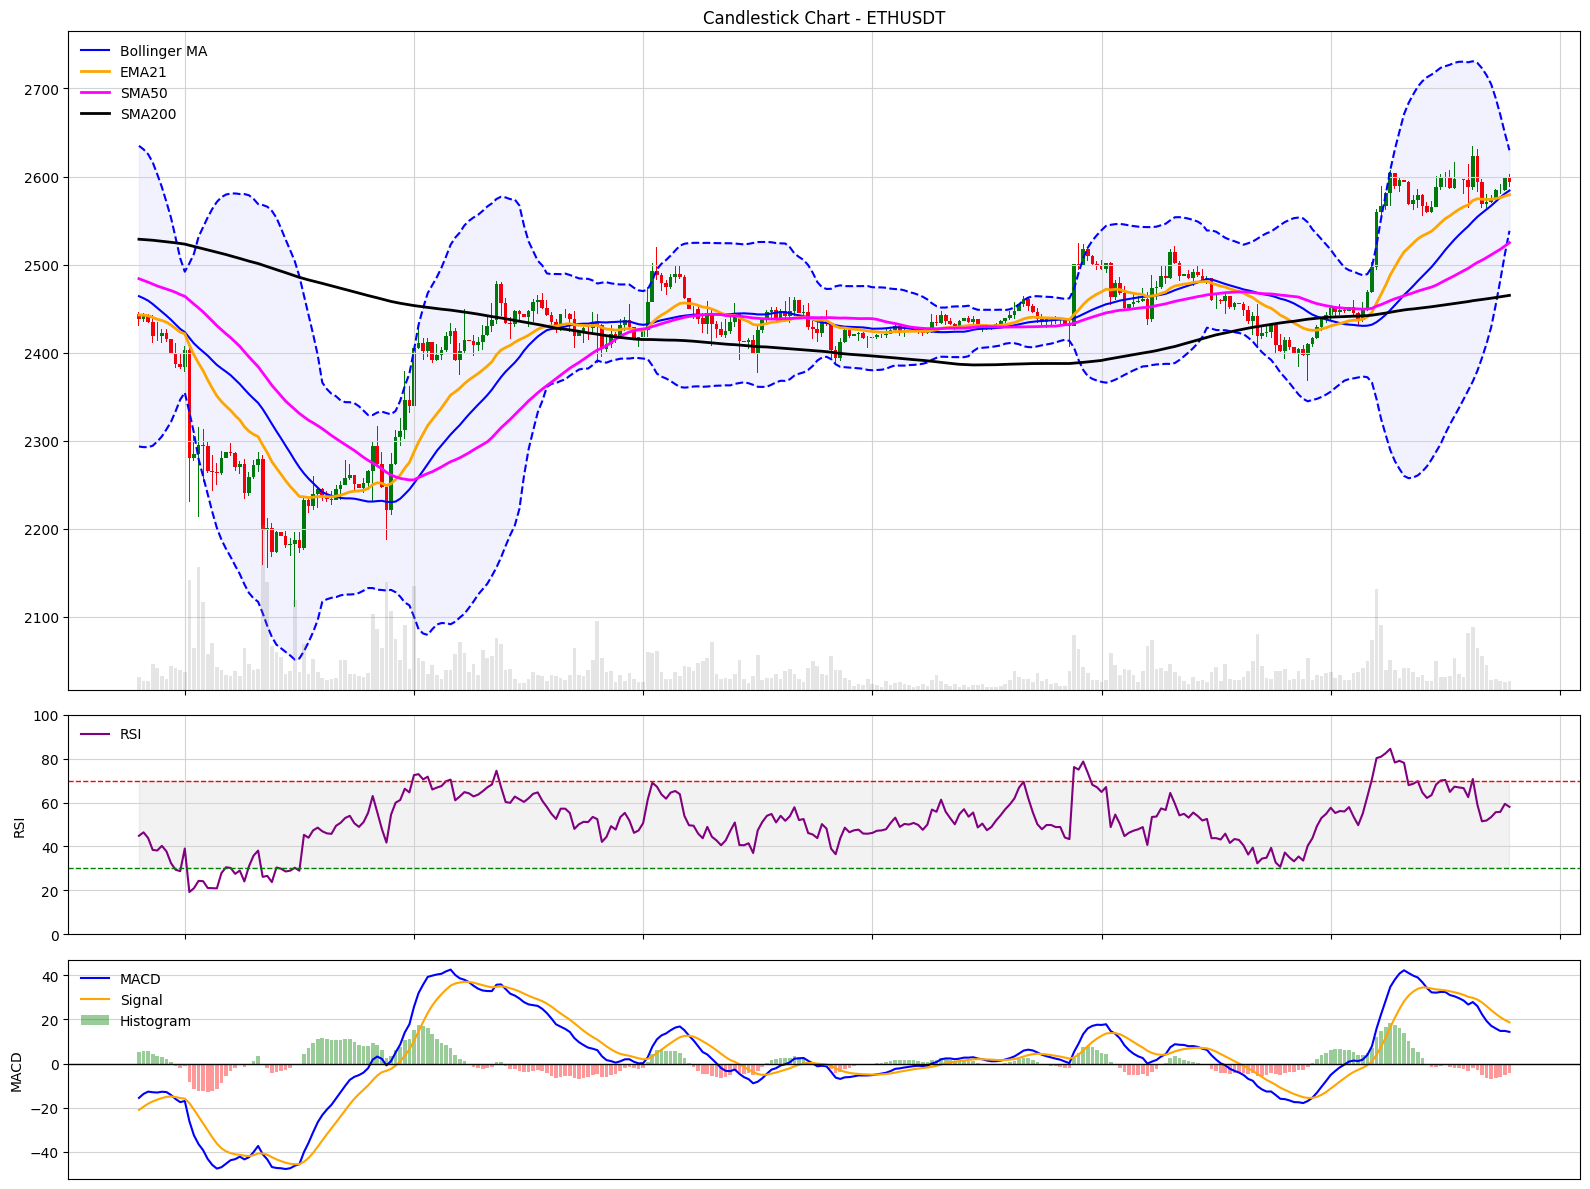 Candlestick Chart - ETHUSDT
Bollinger MA
EMA21
SMA50
SMA200
2700
2600
2500
2400
2300
2200
2100
RSI
100
80
60
40
20
0
RSI
MACD
Signal
Histogram
40
20
0
−20
−40
MACD